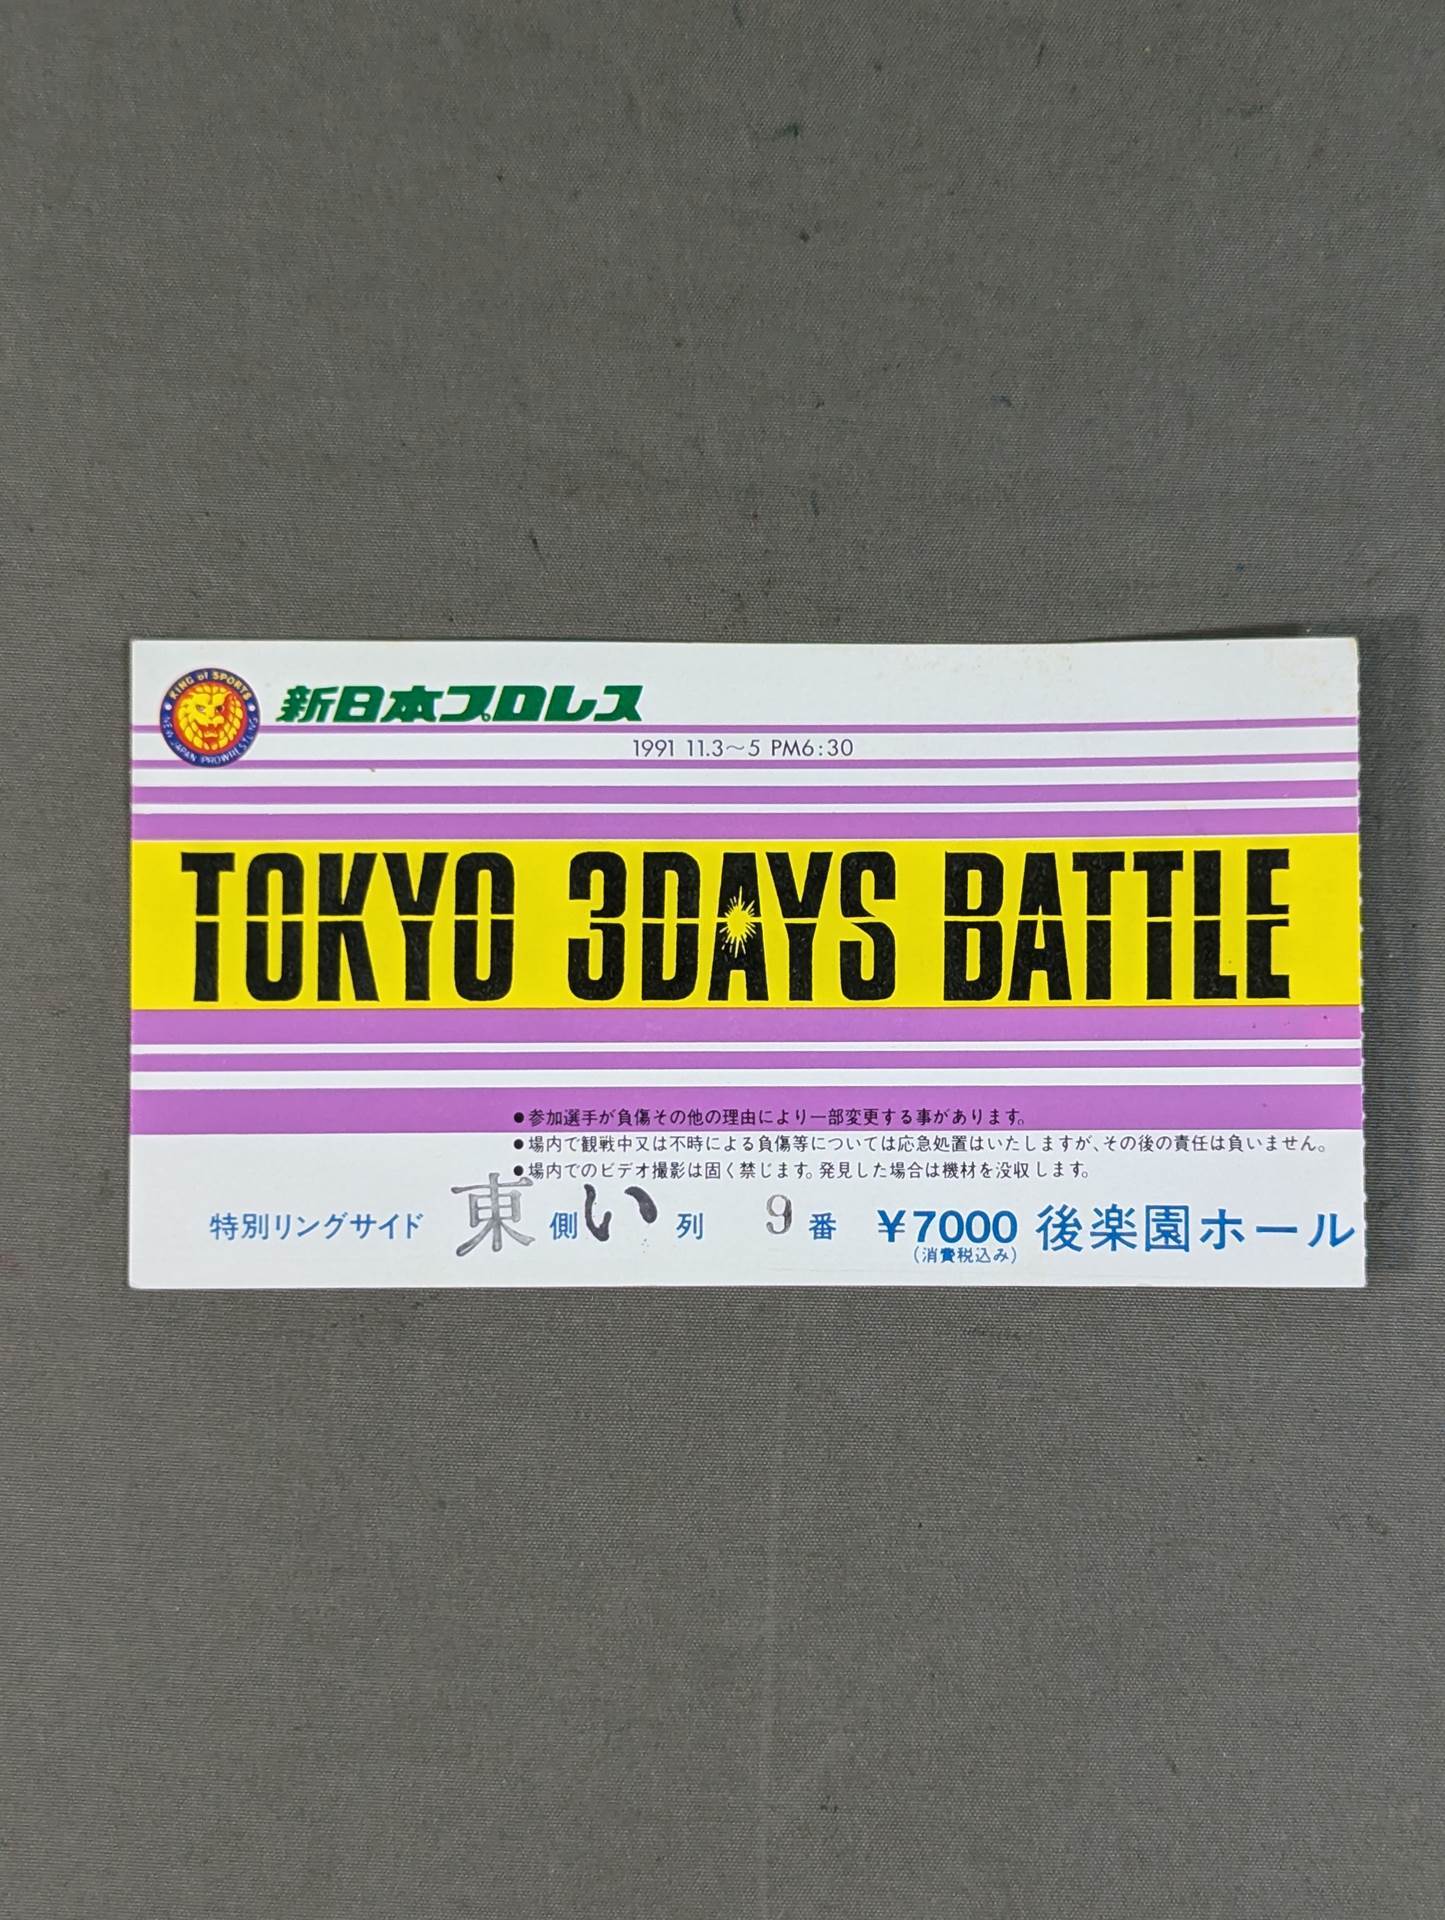 KING of SPORTS
NEW JAPAN PROWRESTLING
新日本プロレス
1991 11.3～5 PM6:30
TOKYO 3DAYS BATTLE
●参加選手が負傷その他の理由により一部変更する事があります。
●場内で観戦中又は不時による負傷等については応急処置はいたしますが、その後の責任は負いません。
●場内でのビデオ撮影は固く禁じます。発見した場合は機材を没収します。
特別リングサイド 東側 い列 9番 ¥7000 後楽園ホール
(消費税込み)